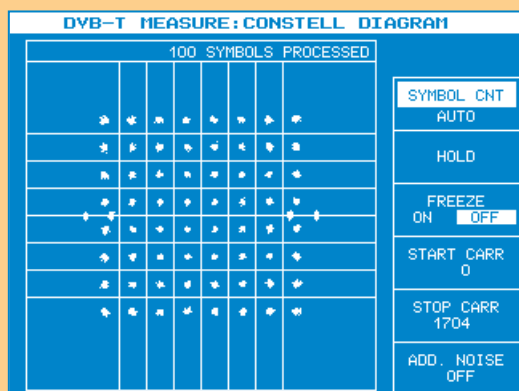 DVB-T MEASURE:CONSTELL DIAGRAM
100 SYMBOLS PROCESSED
SYMBOL CNT
AUTO
HOLD
FREEZE
ON OFF
START CARR
0
STOP CARR
1704
ADD. NOISE
OFF